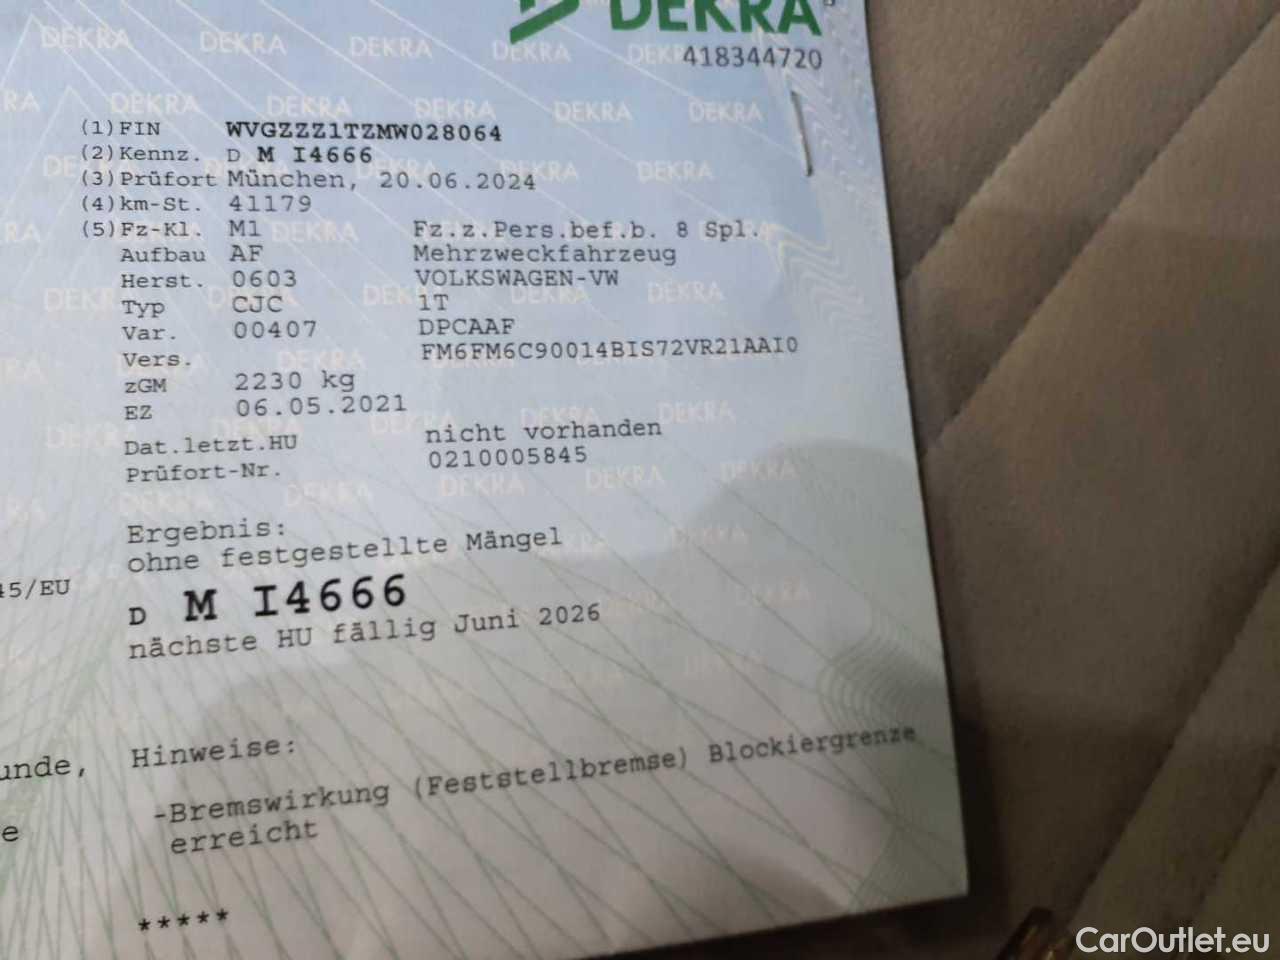 DEKRA
418344720
(1)FIN WVGZZZ1TZMW028064
(2)Kennz. D M I4666
(3)Prüfort München, 20.06.2024
(4)km-St. 41179
(5)Fz-Kl. M1 Fz.z.Pers.bef.b. 8 Spl.
Aufbau AF Mehrzweckfahrzeug
Herst. 0603 VOLKSWAGEN-VW
Typ CJC 1T
Var. 00407 DPCAAF
Vers. FM6FM6C90014BIS72VR21AAI0
zGM 2230 kg
EZ 06.05.2021
Dat.letzt.HU nicht vorhanden
Prüfort-Nr. 0210005845
Ergebnis:
ohne festgestellte Mängel
45/EU
D M I4666
nächste HU fällig Juni 2026
unde, Hinweise:
-Bremswirkung (Feststellbremse) Blockiergrenze
e erreicht
*****
CarOutlet.eu